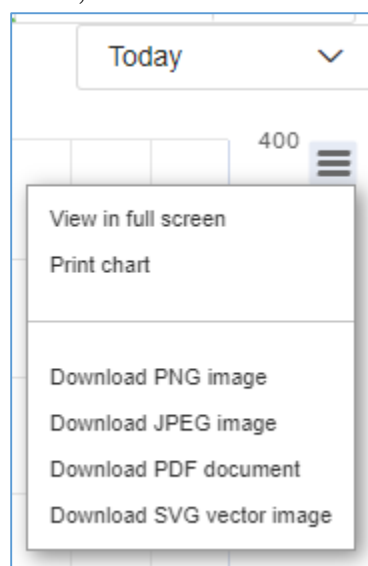 Today
400
View in full screen
Print chart
Download PNG image
Download JPEG image
Download PDF document
Download SVG vector image